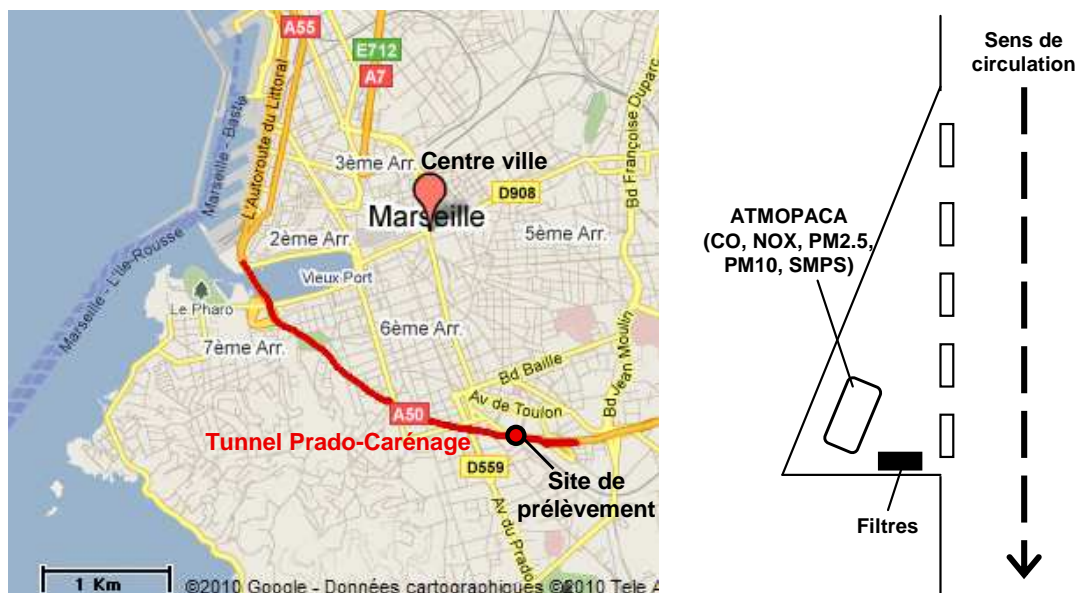 A55
E712
A7
L'Autoroute du Littoral
Marseille - Bastia
Marseille - L'Ile-Rousse
3ème Arr.
Centre ville
D908
Bd Françoise Duparc
Marseille
2ème Arr.
5ème Arr.
Vieux Port
Le Pharo
6ème Arr.
7ème Arr.
Bd Baille
Bd Jean Moulin
Av de Toulon
A50
Tunnel Prado-Carénage
D559
Site de
prélèvement
Av du Prado
1 Km
©2010 Google - Données cartographiques ©2010 Tele A
Sens de
circulation
ATMOPACA
(CO, NOX, PM2.5,
PM10, SMPS)
Filtres